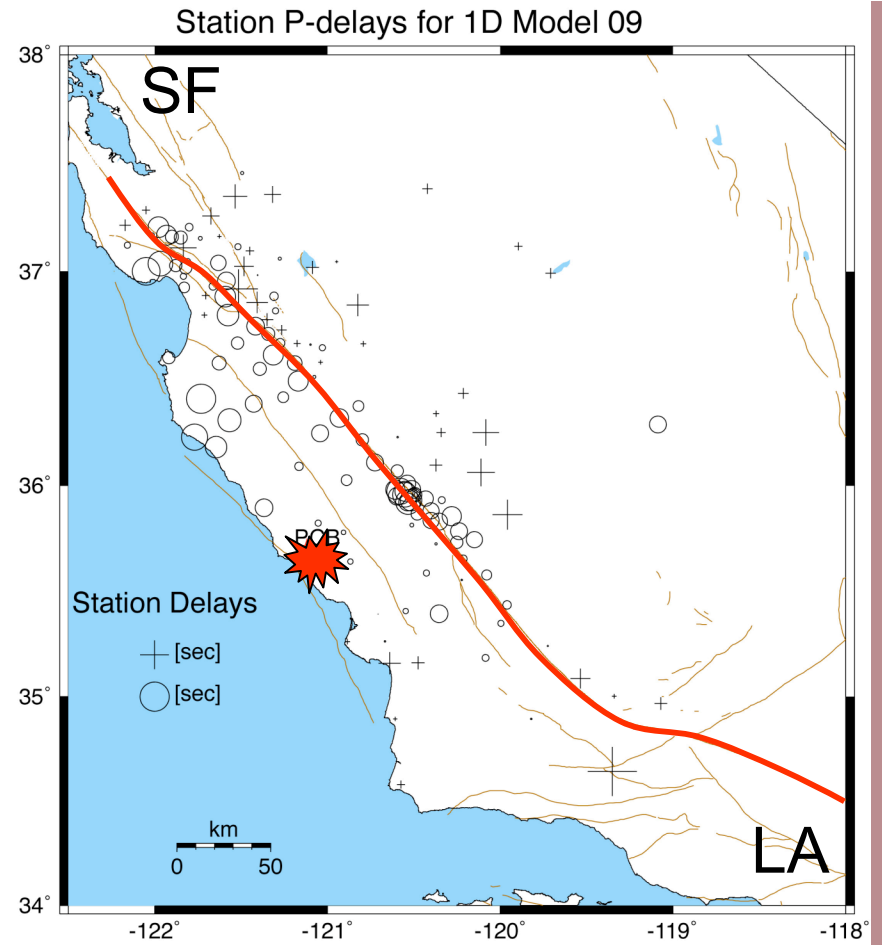 Station P-delays for 1D Model 09
38°
SF
37°
36°
Station Delays
[sec]
[sec]
35°
km
0 50
LA
34°
-122° -121° -120° -119° -118°